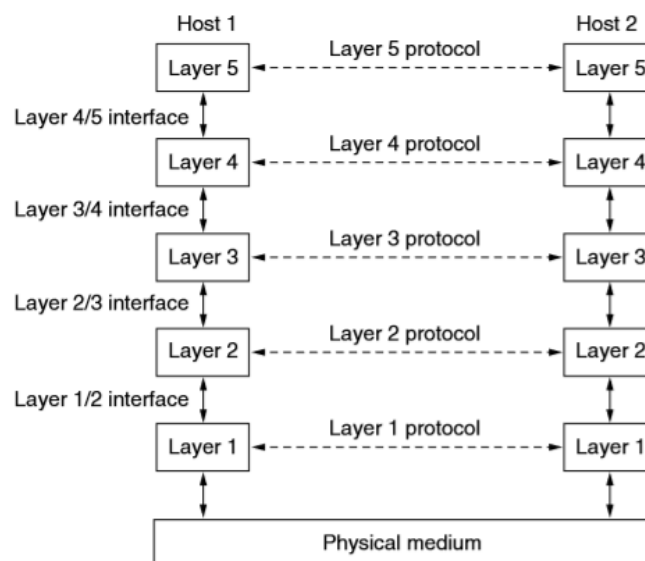 Host 1 Host 2
Layer 5 Layer 5 protocol Layer 5
Layer 4/5 interface
Layer 4 Layer 4 protocol Layer 4
Layer 3/4 interface
Layer 3 Layer 3 protocol Layer 3
Layer 2/3 interface
Layer 2 Layer 2 protocol Layer 2
Layer 1/2 interface
Layer 1 Layer 1 protocol Layer 1
Physical medium